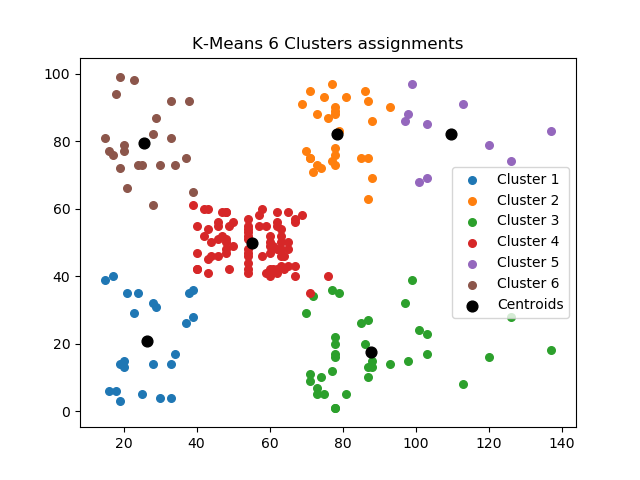 K-Means 6 Clusters assignments
100
80
60
40
20
0
20 40 60 80 100 120 140
Cluster 1
Cluster 2
Cluster 3
Cluster 4
Cluster 5
Cluster 6
Centroids